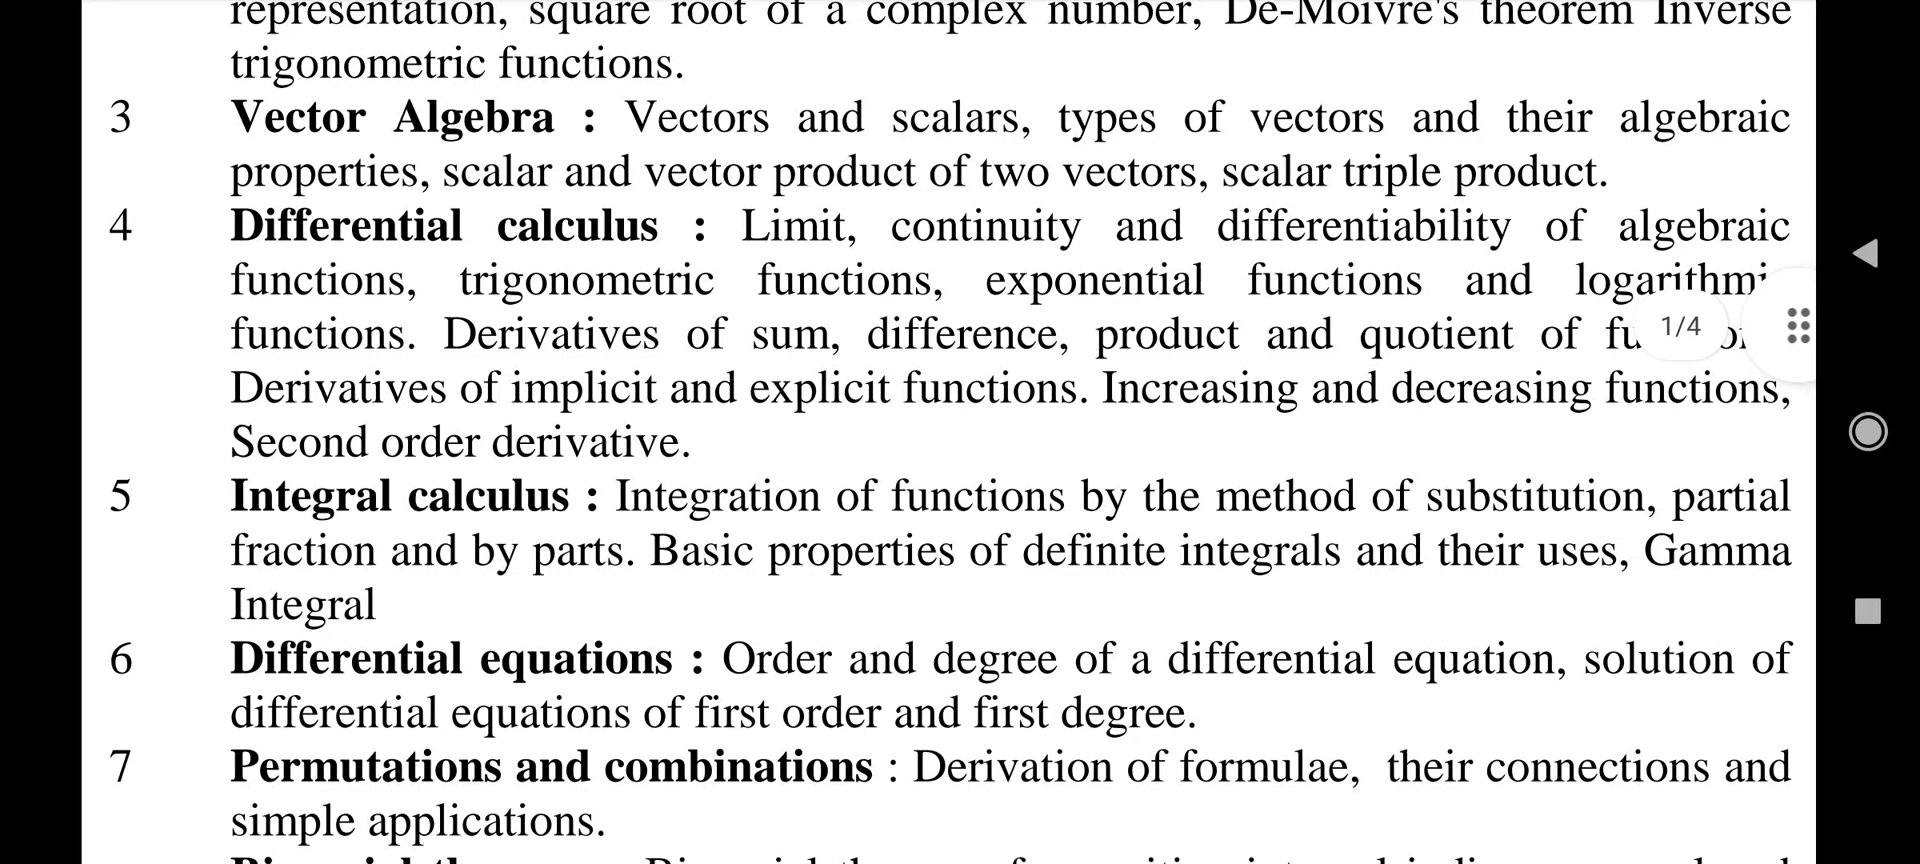 representation, square root of a complex number, De-Moivre's theorem Inverse
trigonometric functions.
3 Vector Algebra : Vectors and scalars, types of vectors and their algebraic
properties, scalar and vector product of two vectors, scalar triple product.
4 Differential calculus : Limit, continuity and differentiability of algebraic
functions, trigonometric functions, exponential functions and
functions. Derivatives of sum, difference, product and quotient of
1/4
Derivatives of implicit and explicit functions. Increasing and decreasing functions,
Second order derivative.
5 Integral calculus : Integration of functions by the method of substitution, partial
fraction and by parts. Basic properties of definite integrals and their uses, Gamma
Integral
6 Differential equations : Order and degree of a differential equation, solution of
differential equations of first order and first degree.
7 Permutations and combinations : Derivation of formulae, their connections and
simple applications.